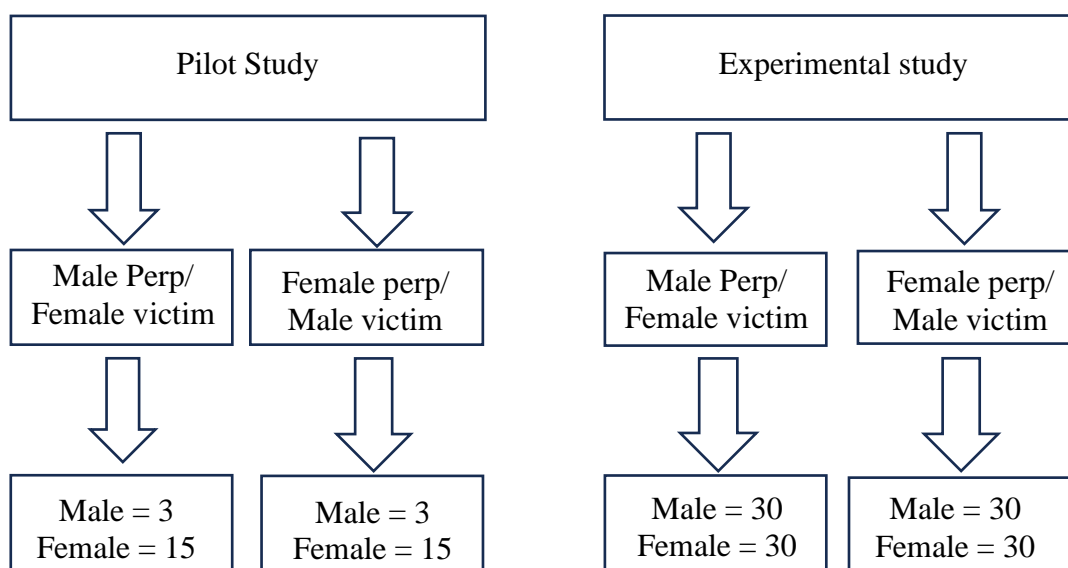 Pilot Study
Experimental study
Male Perp/
Female victim
Female perp/
Male victim
Male Perp/
Female victim
Female perp/
Male victim
Male = 3
Female = 15
Male = 3
Female = 15
Male = 30
Female = 30
Male = 30
Female = 30